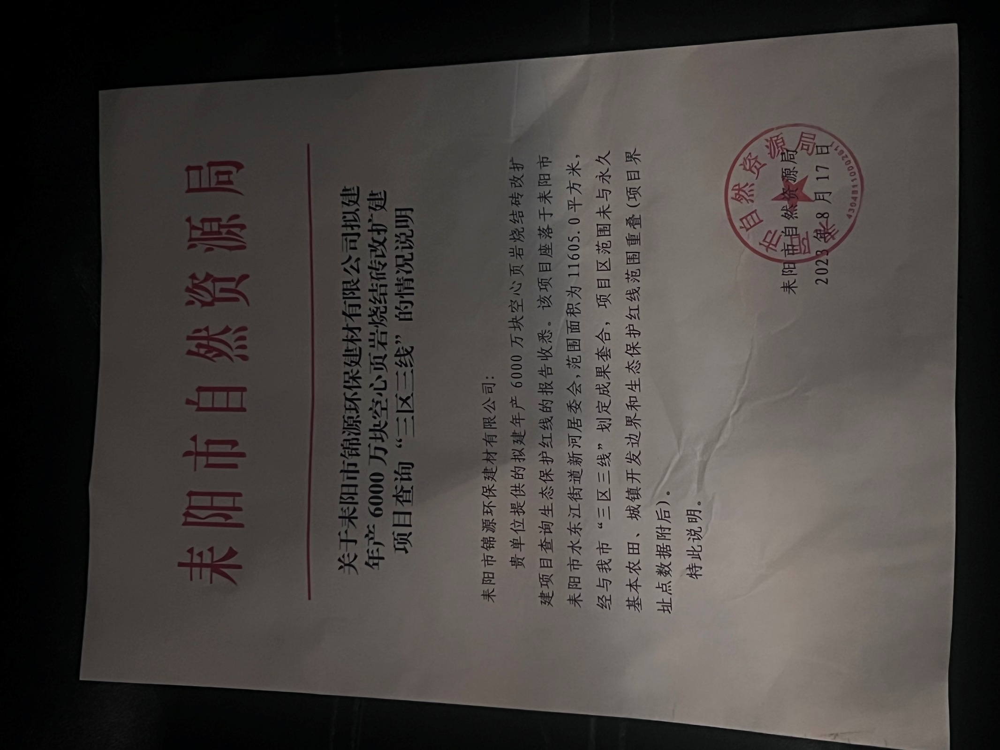 耒阳市自然资源局
关于耒阳市锦源环保建材有限公司拟建
年产 6000 万块空心页岩烧结砖改扩建
项目查询“三区三线”的情况说明
耒阳市锦源环保建材有限公司：
贵单位提供的拟建年产 6000 万块空心页岩烧结砖改扩
建项目查询生态保护红线的报告收悉。该项目座落于耒阳市
耒阳市水东江街道新河居委会,范围面积为 11605.0 平方米，
经与我市“三区三线”划定成果套合，项目区范围未与永久
基本农田、城镇开发边界和生态保护红线范围重叠(项目界
址点数据附后)。
特此说明。
耒阳市自然资源局
2023 年 8 月 17 日
耒阳市自然资源局